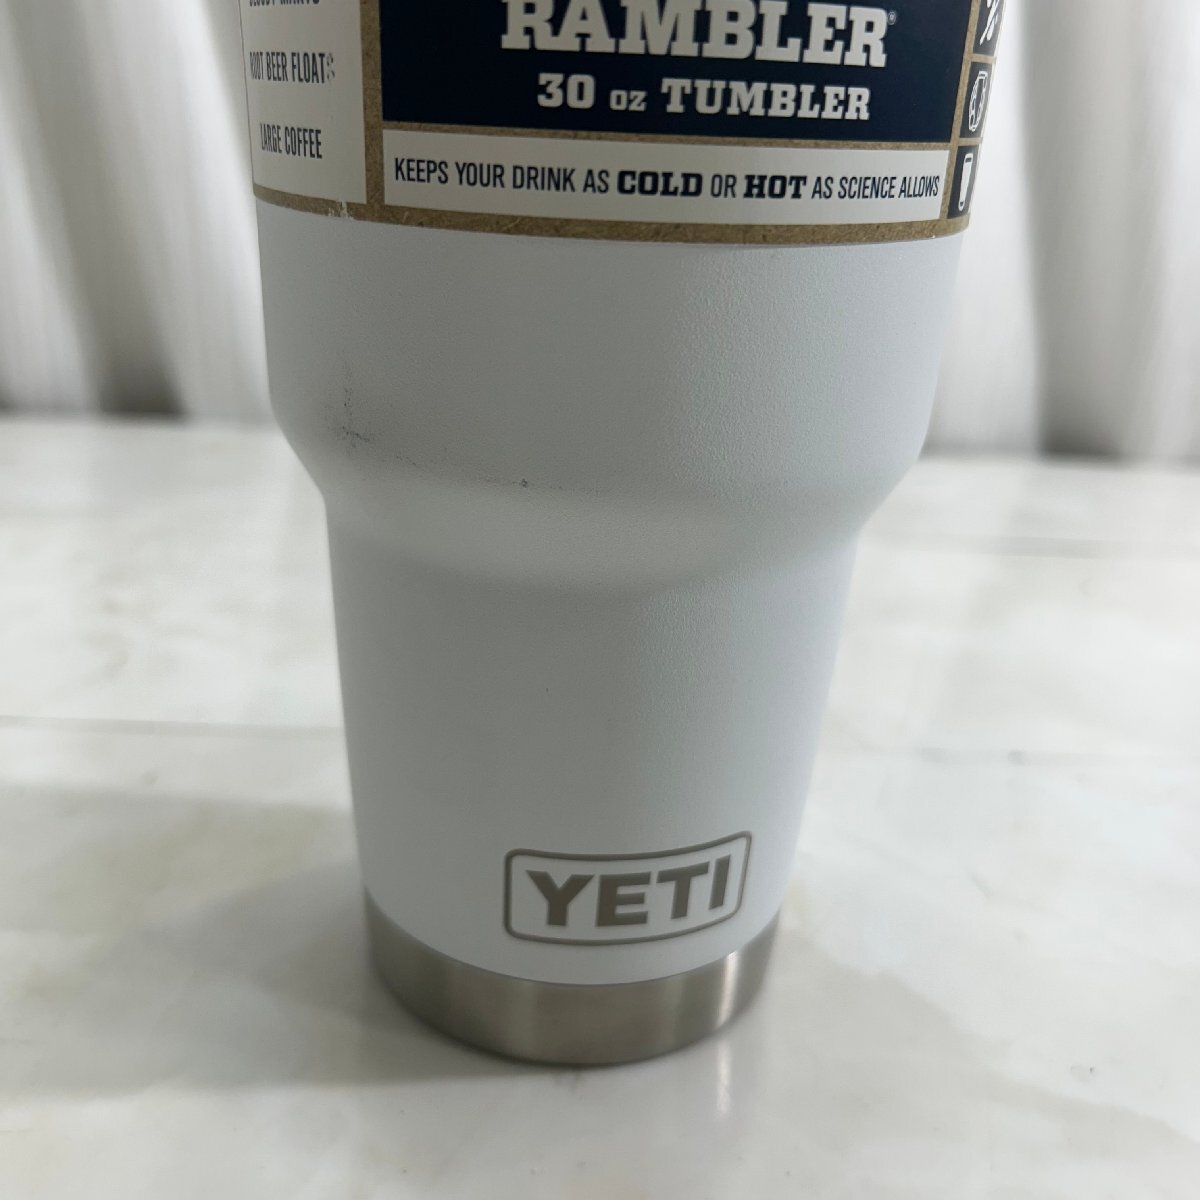 ROOT BEER FLOATS
LARGE COFFEE
RAMBLER®
30 oz TUMBLER
KEEPS YOUR DRINK AS COLD OR HOT AS SCIENCE ALLOWS
YETI